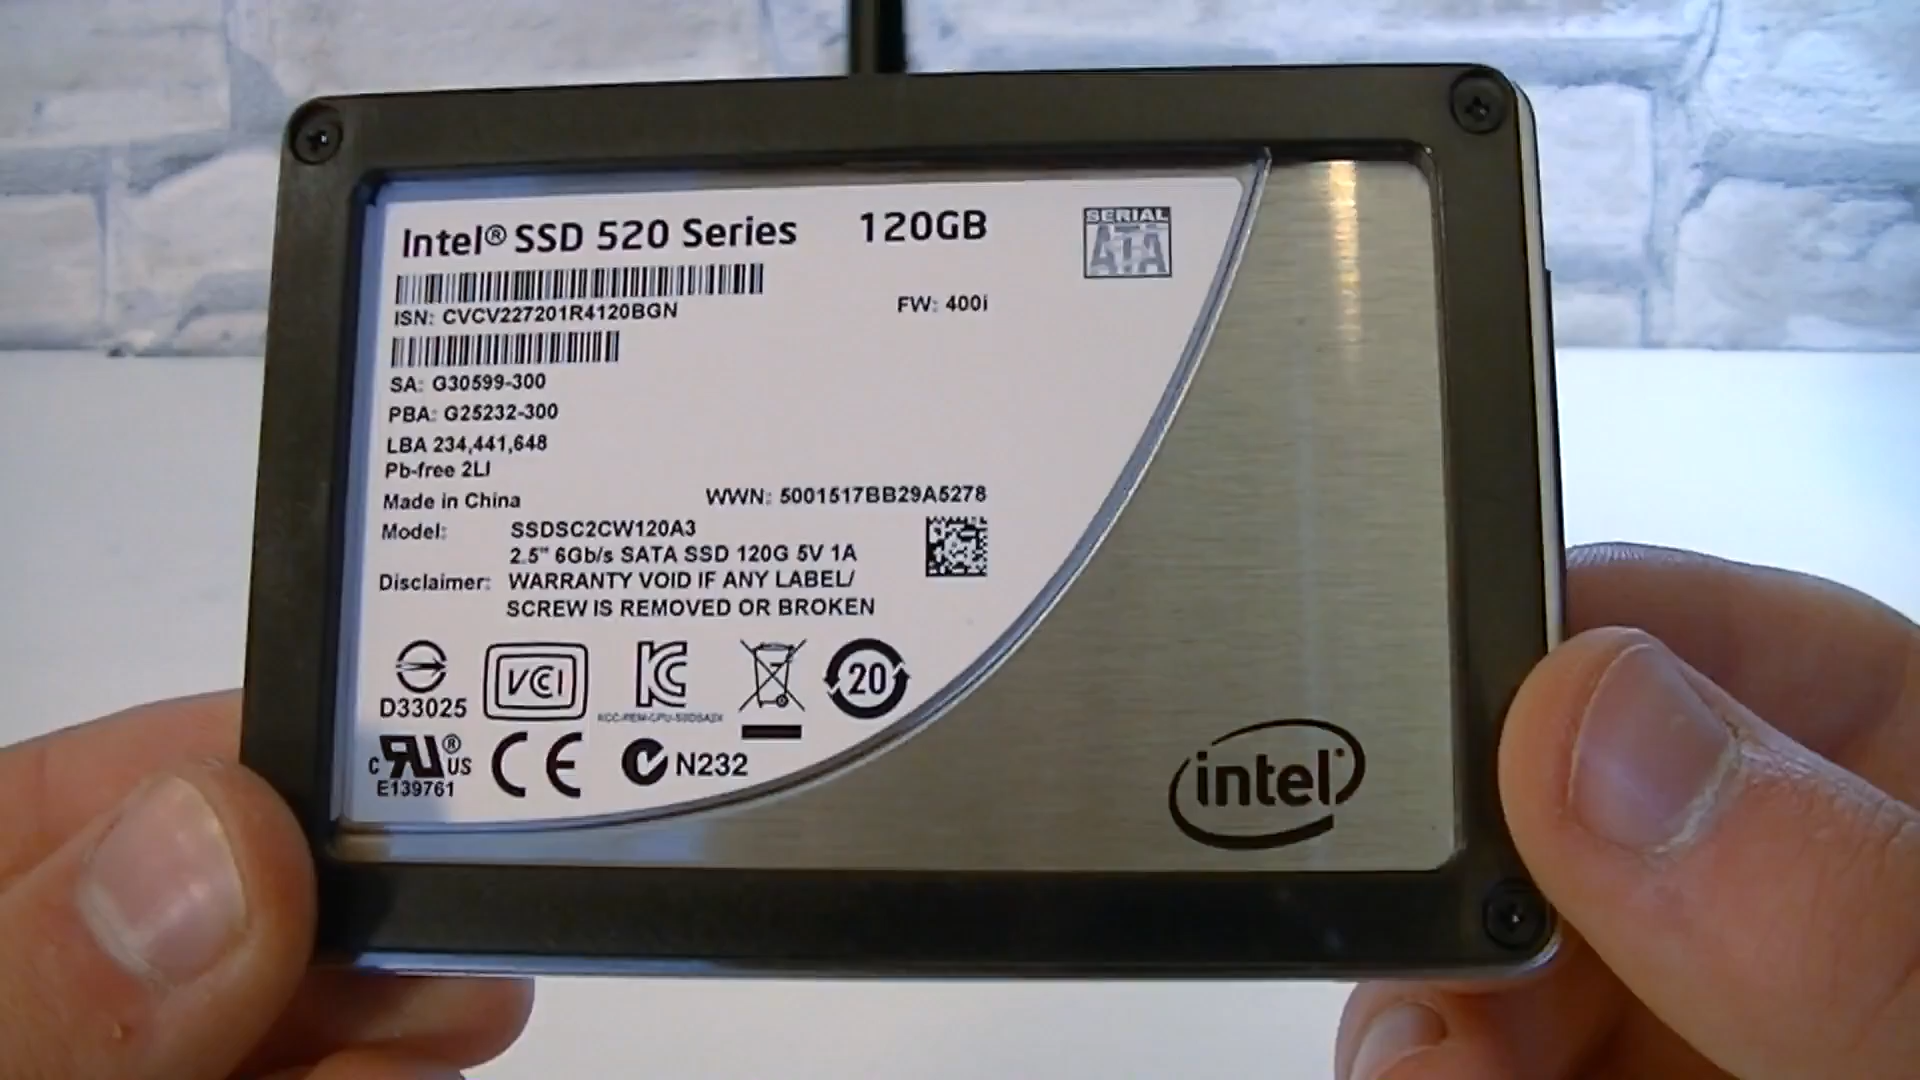 Intel® SSD 520 Series 120GB
SERIAL
ATA
ISN: CVCV227201R4120BGN
FW: 400i
SA: G30599-300
PBA: G25232-300
LBA 234,441,648
Pb-free 2LI
Made in China
WWN: 5001517BB29A5278
Model: SSDSC2CW120A3
2.5" 6Gb/s SATA SSD 120G 5V 1A
Disclaimer: WARRANTY VOID IF ANY LABEL/
SCREW IS REMOVED OR BROKEN
D33025
VCI
KC
20
c RU® US
E139761
CE
N232
intel®